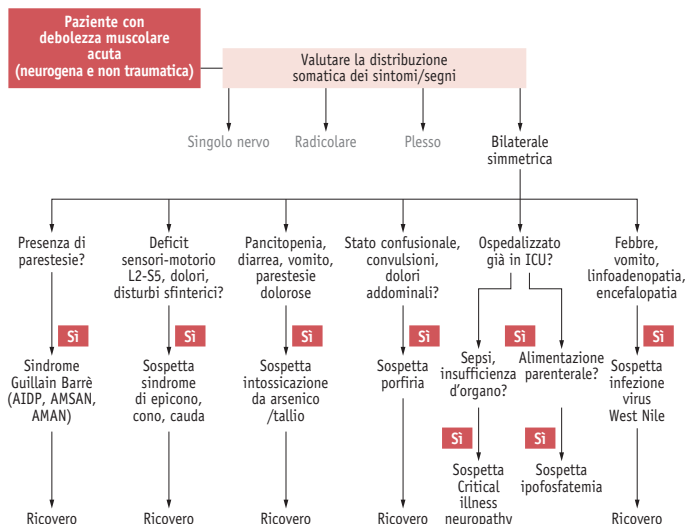 Paziente con
debolezza muscolare
acuta
(neurogena e non traumatica)
Valutare la distribuzione
somatica dei sintomi/segni
Singolo nervo
Radicolare
Plesso
Bilaterale
simmetrica
Presenza di
parestesie?
Deficit
sensori-motorio
L2-S5, dolori,
disturbi sfinterici?
Pancitopenia,
diarrea, vomito,
parestesie
dolorose
Stato confusionale,
convulsioni,
dolori
addominali?
Ospedalizzato
già in ICU?
Febbre,
vomito,
linfoadenopatia,
encefalopatia
Sì
Sì
Sì
Sì
Sì
Sì
Sindrome
Guillain Barrè
(AIDP, AMSAN,
AMAN)
Sospetta
sindrome
di epicono,
cono, cauda
Sospetta
intossicazione
da arsenico
/tallio
Sospetta
porfiria
Sepsi,
insufficienza
d'organo?
Alimentazione
parenterale?
Sospetta
infezione
virus
West Nile
Sì
Sì
Sospetta
Critical
illness
neuropathy
Sospetta
ipofosfatemia
Ricovero
Ricovero
Ricovero
Ricovero
Ricovero